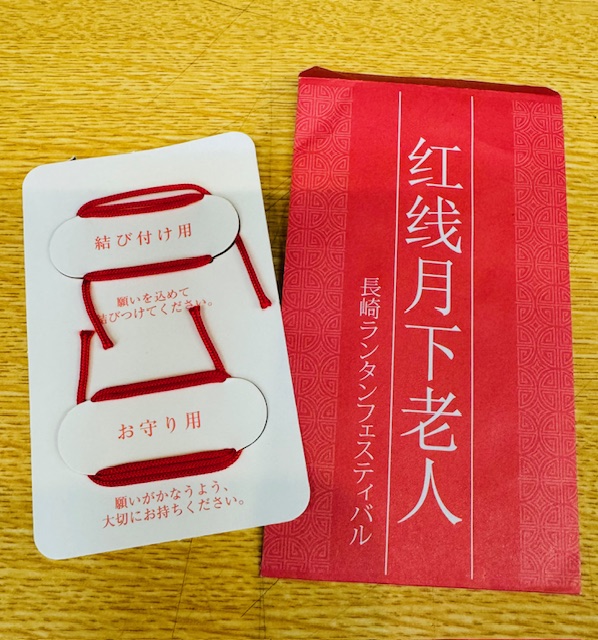 结び付け用
願いを込めて
結びつけてください。
お守り用
願いがかなうよう、
大切にお持ちください。
红线月下老人
長崎ランタンフェスティバル